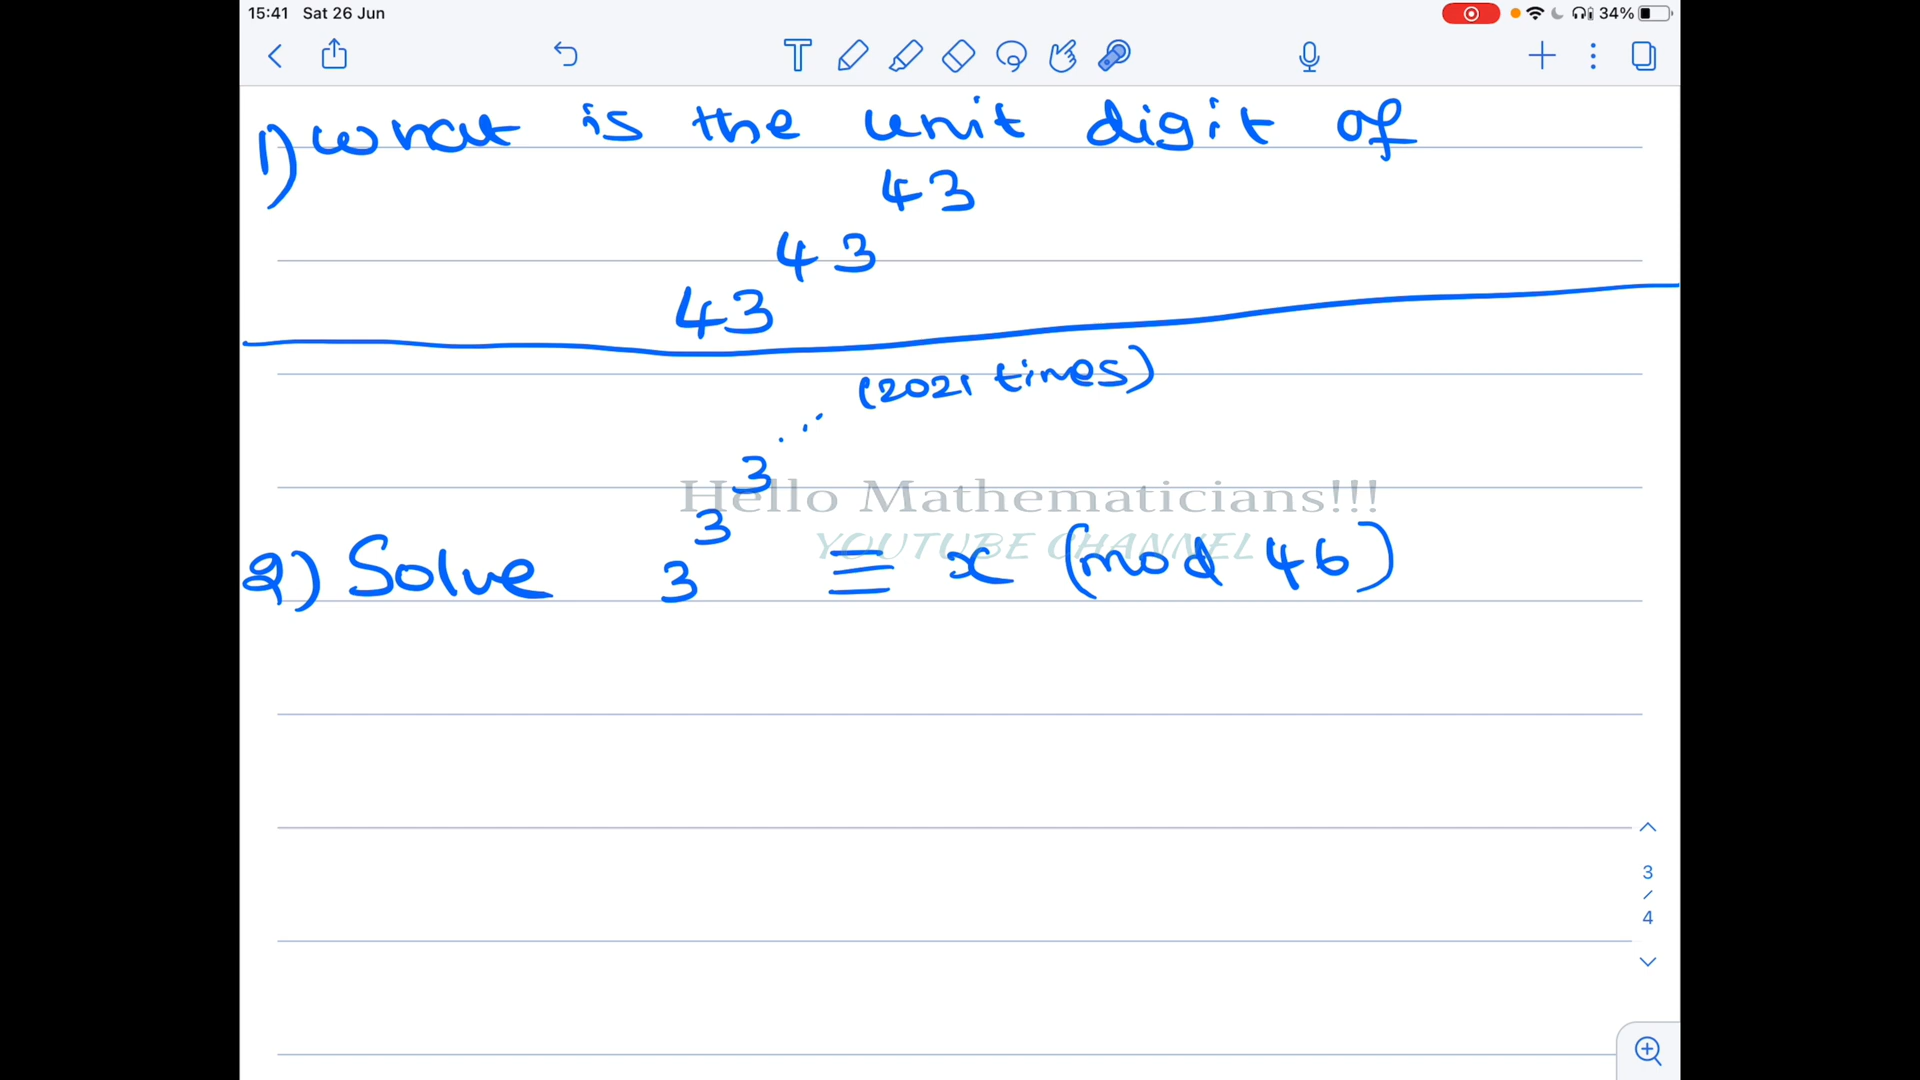 15:41 Sat 26 Jun 34%
1) What is the unit digit of
43
43
43
(2021 times)
3
3
2) Solve 3 ≡ x (mod 46)
Hello Mathematicians!!!
YOUTUBE CHANNEL
3
/
4